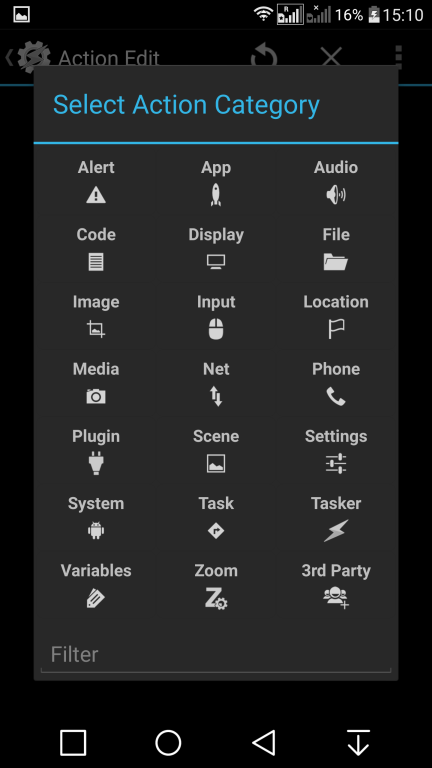 16% 15:10
Action Edit
Select Action Category
Alert App Audio
Code Display File
Image Input Location
Media Net Phone
Plugin Scene Settings
System Task Tasker
Variables Zoom 3rd Party
Filter